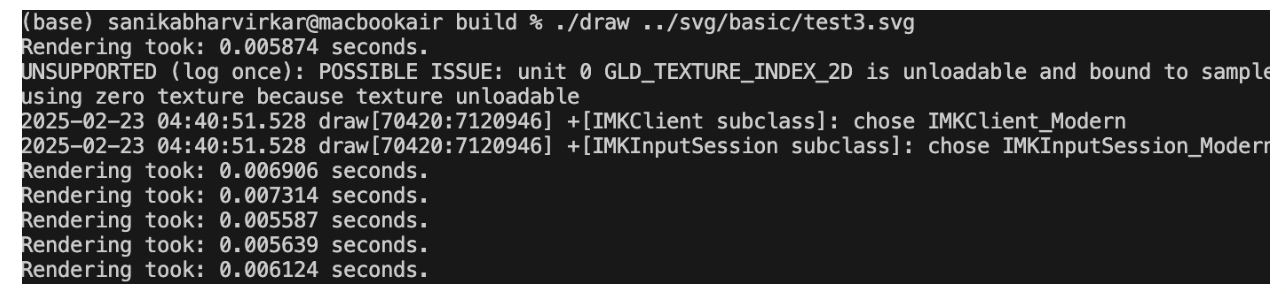 (base) sanikabharvirkar@macbookair build % ./draw ../svg/basic/test3.svg
Rendering took: 0.005874 seconds.
UNSUPPORTED (log once): POSSIBLE ISSUE: unit 0 GLD_TEXTURE_INDEX_2D is unloadable and bound to sample
using zero texture because texture unloadable
2025-02-23 04:40:51.528 draw[70420:7120946] +[IMKClient subclass]: chose IMKClient_Modern
2025-02-23 04:40:51.528 draw[70420:7120946] +[IMKInputSession subclass]: chose IMKInputSession_Modern
Rendering took: 0.006906 seconds.
Rendering took: 0.007314 seconds.
Rendering took: 0.005587 seconds.
Rendering took: 0.005639 seconds.
Rendering took: 0.006124 seconds.